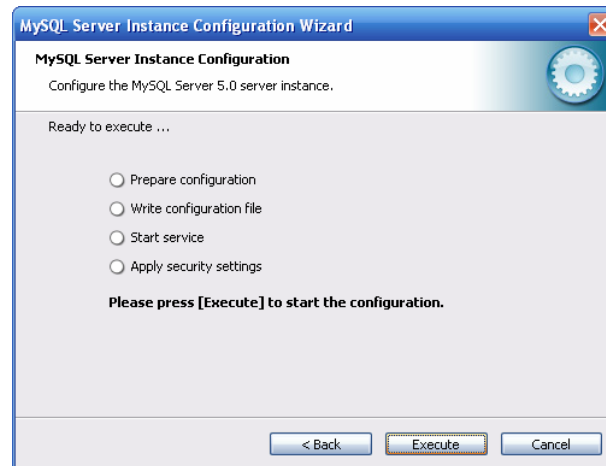 MySQL Server Instance Configuration Wizard
MySQL Server Instance Configuration
Configure the MySQL Server 5.0 server instance.
Ready to execute ...
Prepare configuration
Write configuration file
Start service
Apply security settings
Please press [Execute] to start the configuration.
< Back Execute Cancel